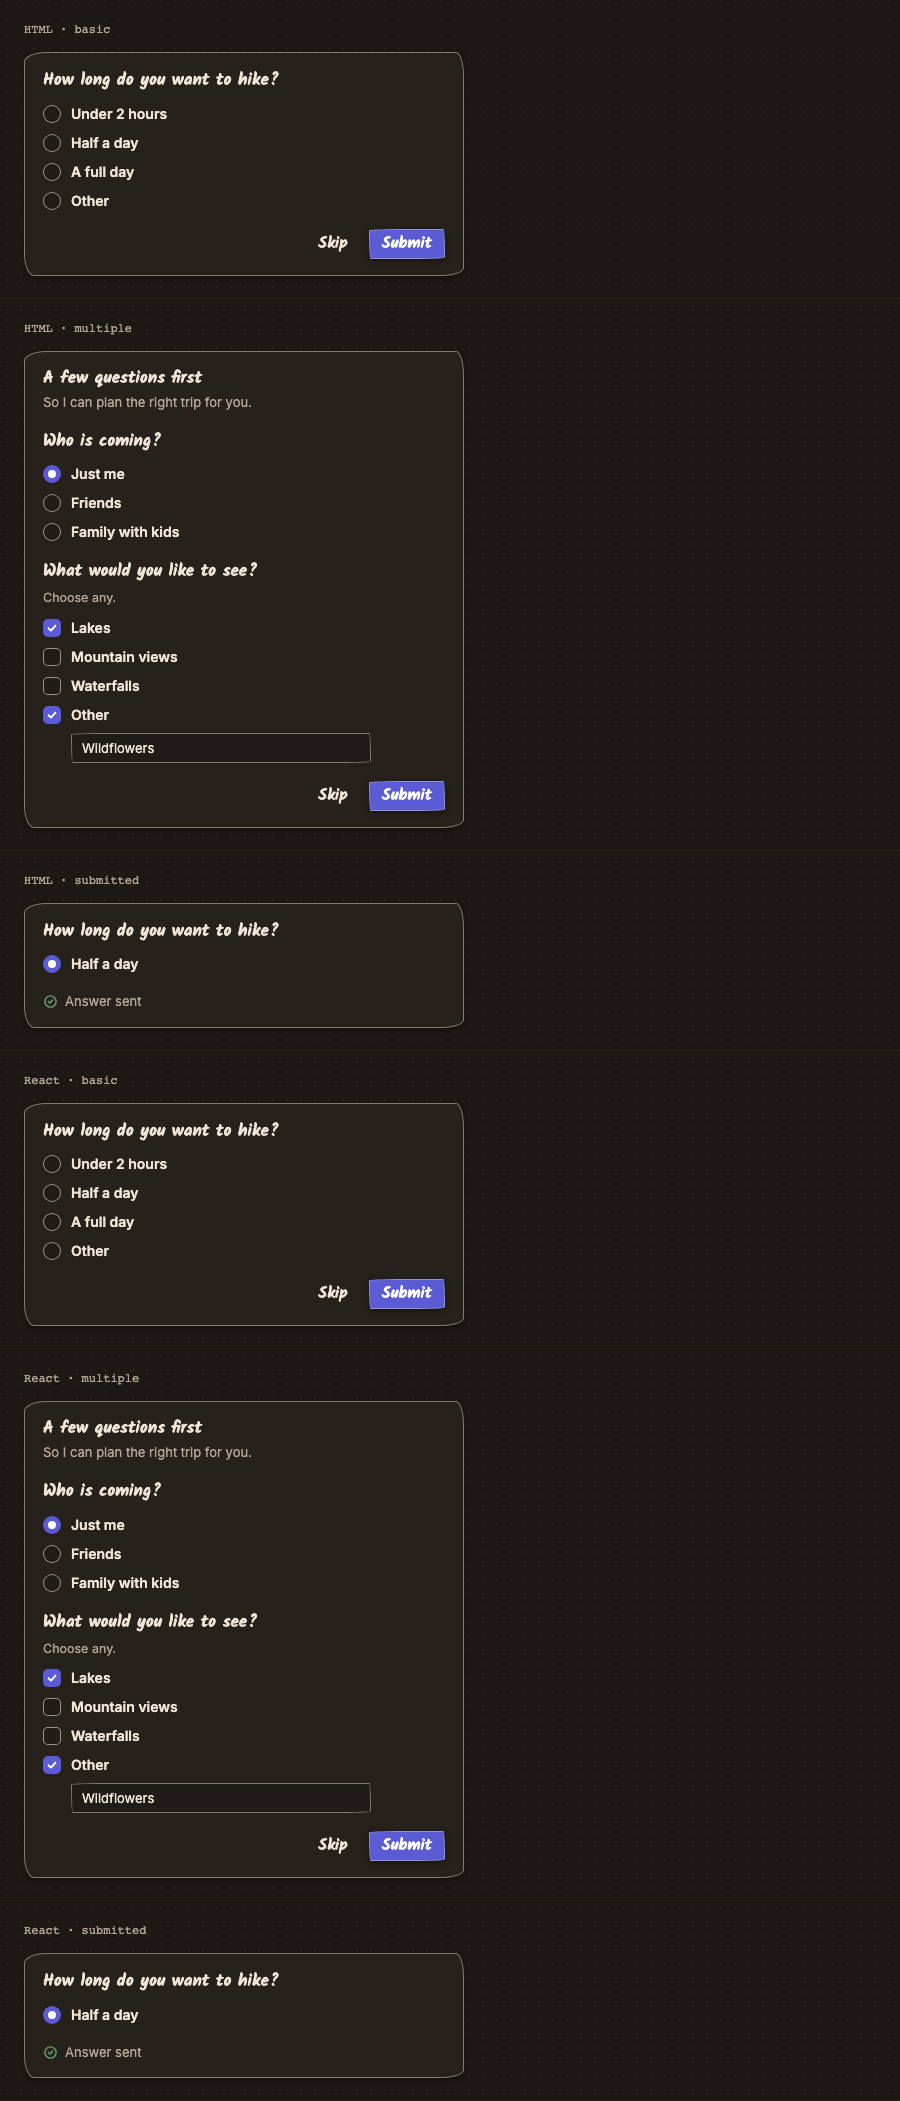 HTML • basic
How long do you want to hike?
Under 2 hours
Half a day
A full day
Other
Skip Submit
HTML • multiple
A few questions first
So I can plan the right trip for you.
Who is coming?
Just me
Friends
Family with kids
What would you like to see?
Choose any.
Lakes
Mountain views
Waterfalls
Other
Wildflowers
Skip Submit
HTML • submitted
How long do you want to hike?
Half a day
Answer sent
React • basic
How long do you want to hike?
Under 2 hours
Half a day
A full day
Other
Skip Submit
React • multiple
A few questions first
So I can plan the right trip for you.
Who is coming?
Just me
Friends
Family with kids
What would you like to see?
Choose any.
Lakes
Mountain views
Waterfalls
Other
Wildflowers
Skip Submit
React • submitted
How long do you want to hike?
Half a day
Answer sent